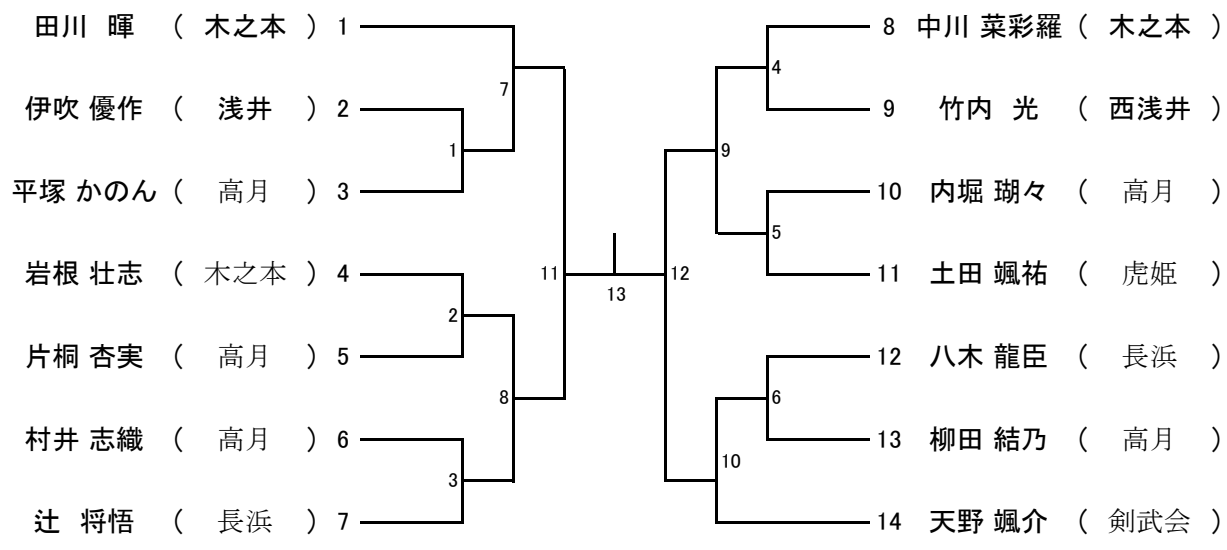 田川 暉 ( 木之本 ) 1
7
伊吹 優作 ( 浅井 ) 2
1
平塚 かのん ( 高月 ) 3
岩根 壮志 ( 木之本 ) 4
11
2
片桐 杏実 ( 高月 ) 5
8
村井 志織 ( 高月 ) 6
3
辻 将悟 ( 長浜 ) 7
13
8 中川 菜彩羅 ( 木之本 )
4
9 竹内 光 ( 西浅井 )
9
10 内堀 瑚々 ( 高月 )
5
11 土田 颯祐 ( 虎姫 )
12
12 八木 龍臣 ( 長浜 )
6
13 柳田 結乃 ( 高月 )
10
14 天野 颯介 ( 剣武会 )